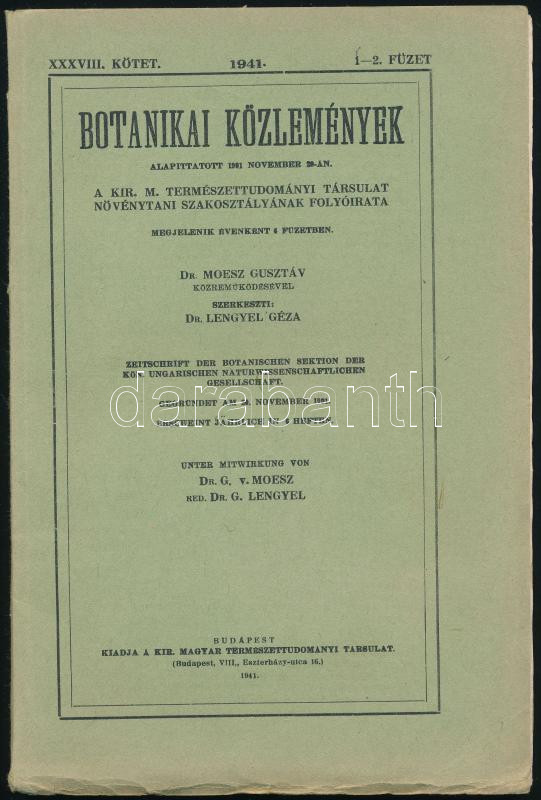 XXXVIII. KÖTET. 1941. 1—2. FÜZET
BOTANIKAI KÖZLEMÉNYEK
ALAPITTATOTT 1901 NOVEMBER 20-ÁN.
A KIR. M. TERMÉSZETTUDOMÁNYI TÁRSULAT
NÖVÉNYTANI SZAKOSZTÁLYÁNAK FOLYÓIRATA
MEGJELENIK ÉVENKÉNT 6 FÜZETBEN.
DR. MOESZ GUSZTÁV
KÖZREMŰKÖDÉSÉVEL
SZERKESZTI:
DR. LENGYEL GÉZA
ZEITSCHRIFT DER BOTANISCHEN SEKTION DER
KÖN. UNGARISCHEN NATURWISSENSCHAFTLICHEN
GESELLSCHAFT.
GEGRÜNDET AM 20. NOVEMBER 1901.
ERSCHEINT JÄHRLICH IN 6 HEFTEN.
darabanth
UNTER MITWIRKUNG VON
DR. G. v. MOESZ
RED. DR. G. LENGYEL
BUDAPEST
KIADJA A KIR. MAGYAR TERMÉSZETTUDOMÁNYI TÁRSULAT.
(Budapest, VIII., Eszterházy-utca 16.)
1941.